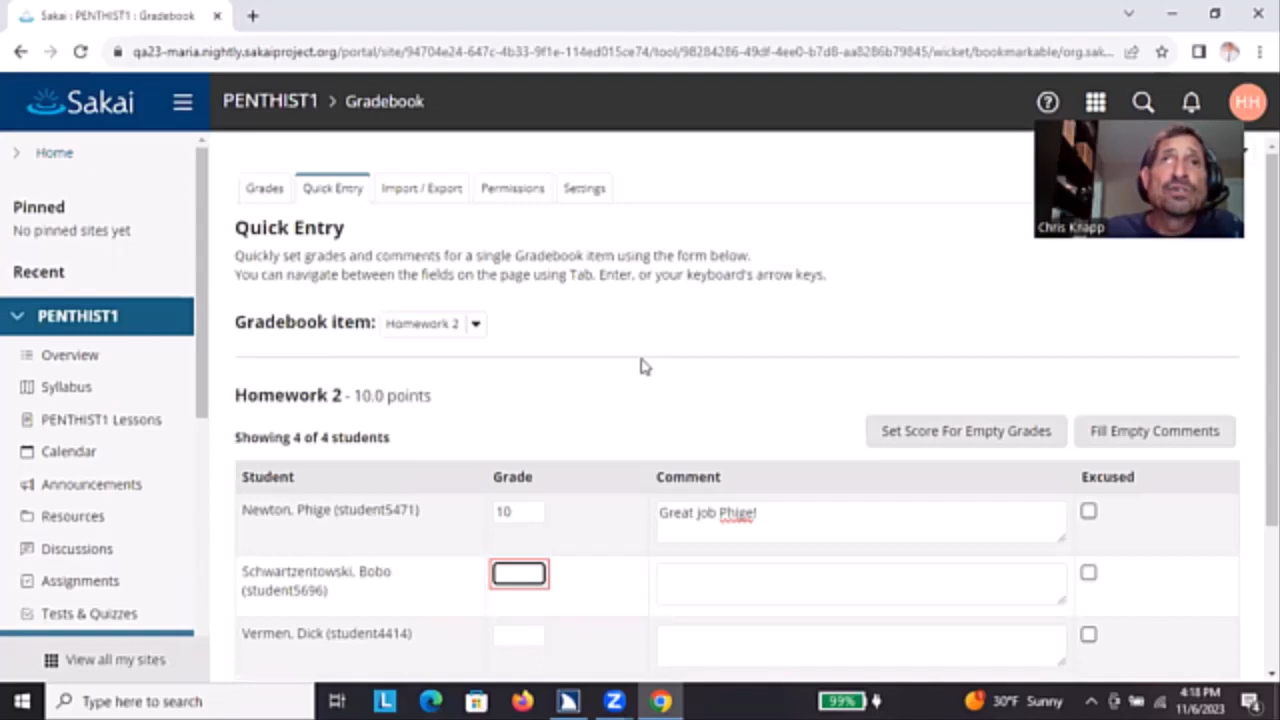 Sakai : PENTHIST1 : Gradebook
qa23-maria.nightly.sakaiproject.org/portal/site/94704e24-647c-4b33-9f1e-114ed015ce74/tool/98284286-49df-4ee0-b7d8-aa8286b79845/wicket/bookmarkable/org.sak...
Sakai
PENTHIST1 > Gradebook
HH
Home
Pinned
No pinned sites yet
Recent
PENTHIST1
Overview
Syllabus
PENTHIST1 Lessons
Calendar
Announcements
Resources
Discussions
Assignments
Tests & Quizzes
View all my sites
Chris Knapp
Grades Quick Entry Import / Export Permissions Settings
Quick Entry
Quickly set grades and comments for a single Gradebook item using the form below.
You can navigate between the fields on the page using Tab, Enter, or your keyboard's arrow keys.
Gradebook item: Homework 2
Homework 2 - 10.0 points
Showing 4 of 4 students
Set Score For Empty Grades Fill Empty Comments
Student Grade Comment Excused
Newton, Phige (student5471) 10 Great job Phige!
Schwartzentowski, Bobo
(student5696)
Vermen, Dick (student4414)
Type here to search
99%
30°F Sunny
4:18 PM
11/6/2023